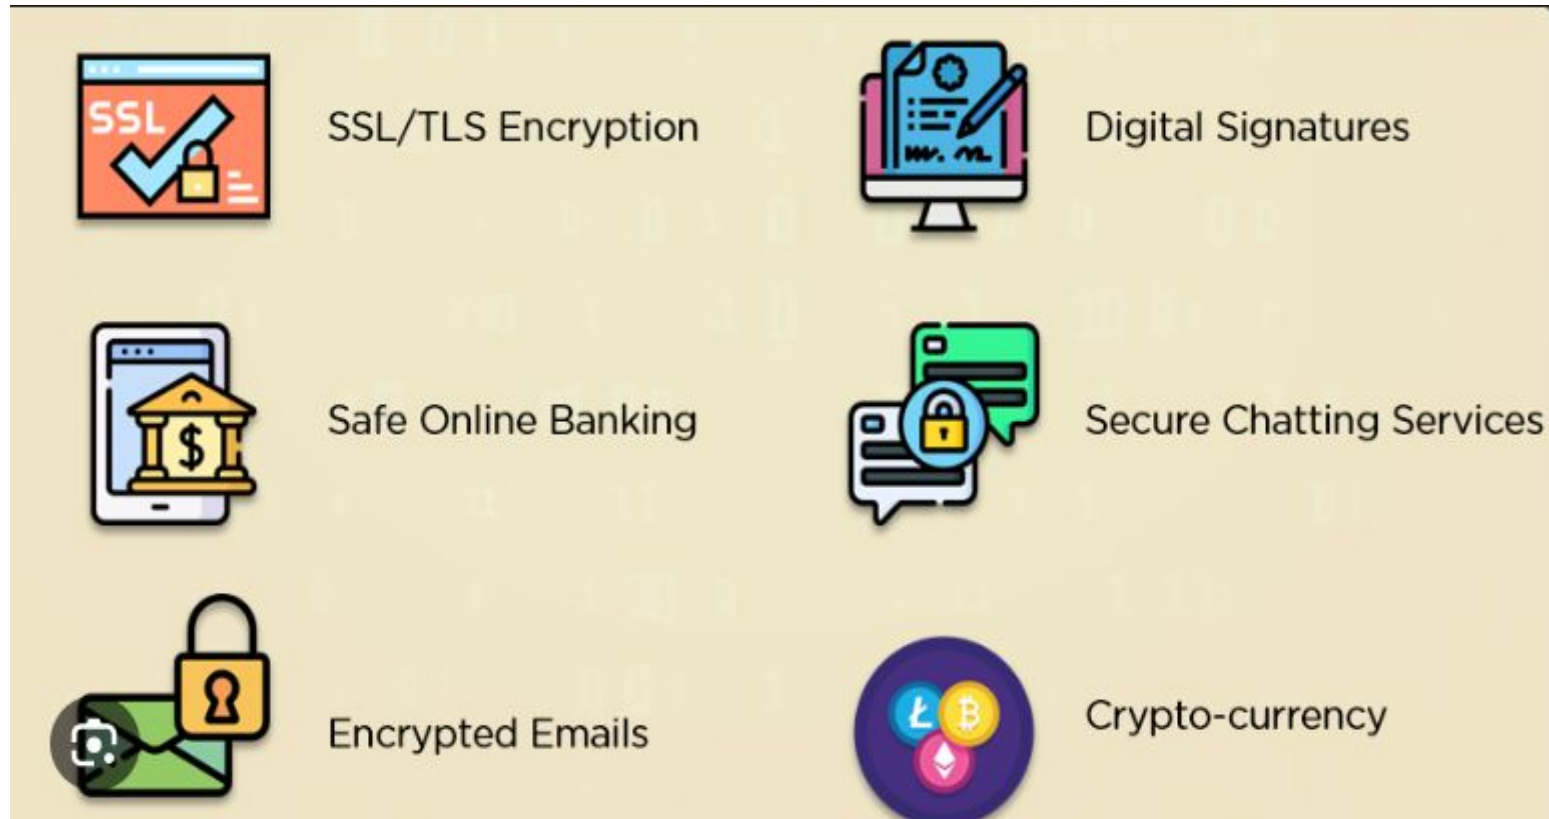 SSL
SSL/TLS Encryption
Digital Signatures
Safe Online Banking
$
Secure Chatting Services
Encrypted Emails
Crypto-currency